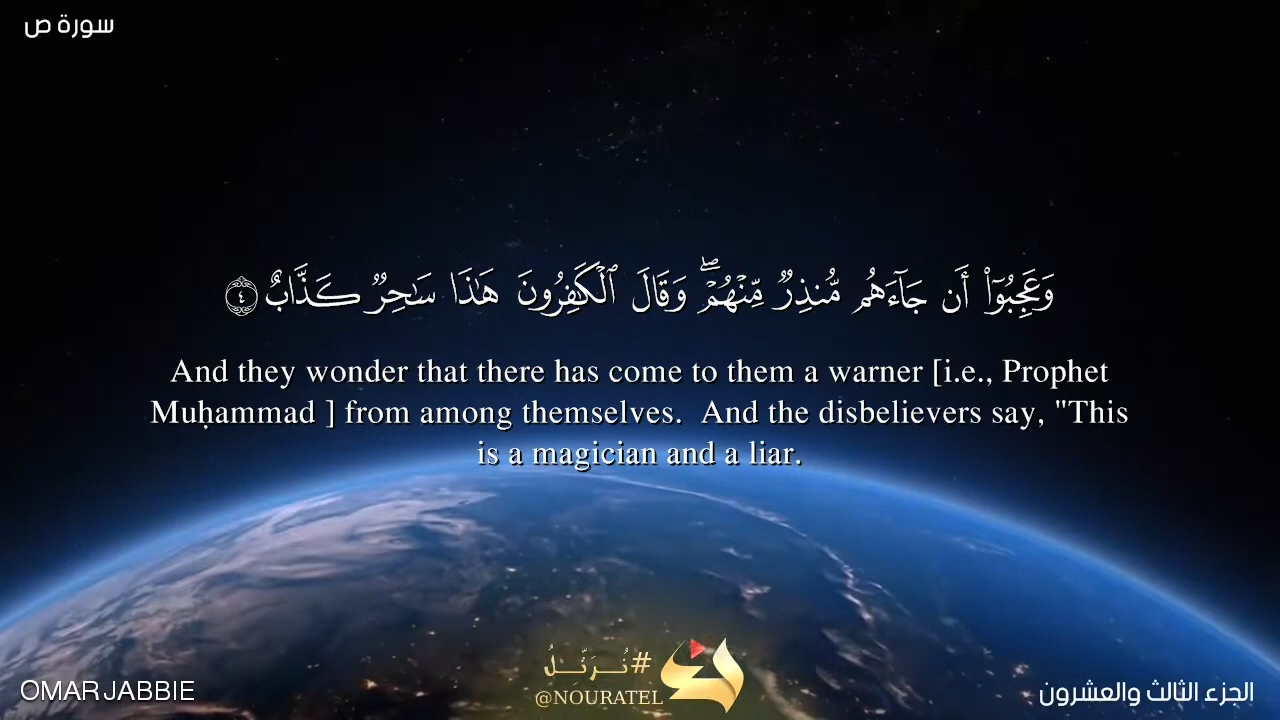 سورة ص
وَعَجِبُوٓا۟ أَن جَآءَهُم مُّنذِرٌ مِّنْهُمْ ۖ وَقَالَ ٱلْكَـٰفِرُونَ هَـٰذَا سَـٰحِرٌ كَذَّابٌ ٤
And they wonder that there has come to them a warner [i.e., Prophet
Muḥammad ] from among themselves.  And the disbelievers say, "This
is a magician and a liar.
#نُرَتّلُ
@NOURATEL
OMAR JABBIE
الجزء الثالث والعشرون